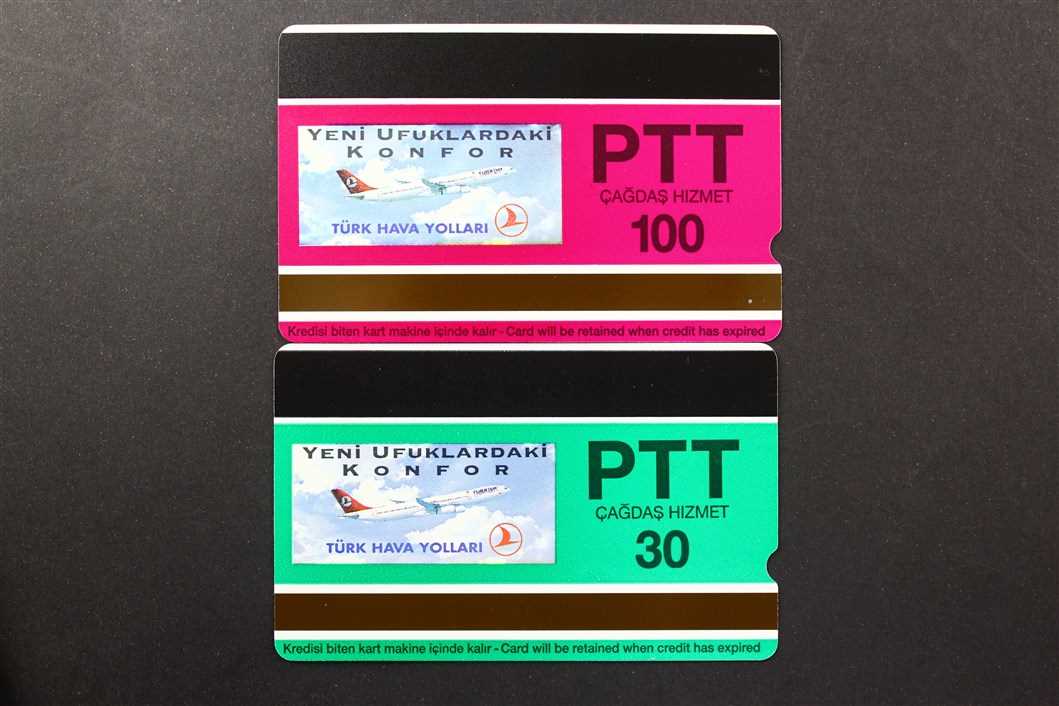 YENİ UFUKLARDAKİ
KONFOR
TÜRK HAVA YOLLARI
PTT
ÇAĞDAŞ HIZMET
100
Kredisi biten kart makine içinde kalır - Card will be retained when credit has expired
YENİ UFUKLARDAKİ
KONFOR
TURKISH
TÜRK HAVA YOLLARI
PTT
ÇAĞDAŞ HIZMET
30
Kredisi biten kart makine içinde kalır - Card will be retained when credit has expired